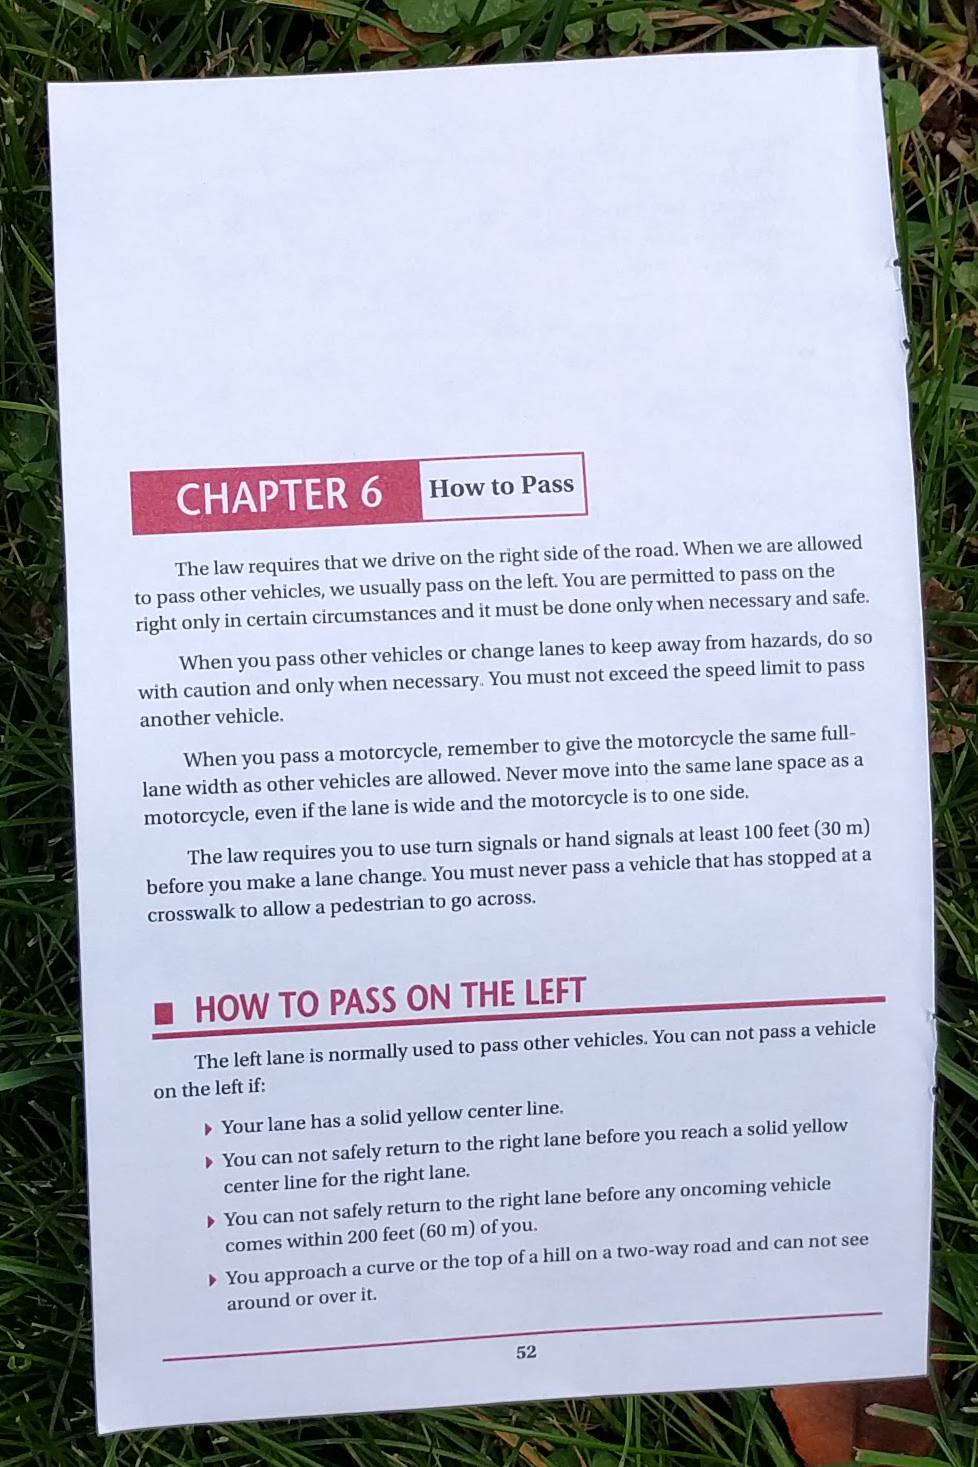 CHAPTER 6 How to Pass
The law requires that we drive on the right side of the road. When we are allowed
to pass other vehicles, we usually pass on the left. You are permitted to pass on the
right only in certain circumstances and it must be done only when necessary and safe.
When you pass other vehicles or change lanes to keep away from hazards, do so
with caution and only when necessary. You must not exceed the speed limit to pass
another vehicle.
When you pass a motorcycle, remember to give the motorcycle the same full-
lane width as other vehicles are allowed. Never move into the same lane space as a
motorcycle, even if the lane is wide and the motorcycle is to one side.
The law requires you to use turn signals or hand signals at least 100 feet (30 m)
before you make a lane change. You must never pass a vehicle that has stopped at a
crosswalk to allow a pedestrian to go across.
HOW TO PASS ON THE LEFT
The left lane is normally used to pass other vehicles. You can not pass a vehicle
on the left if:
Your lane has a solid yellow center line.
You can not safely return to the right lane before you reach a solid yellow
center line for the right lane.
You can not safely return to the right lane before any oncoming vehicle
comes within 200 feet (60 m) of you.
You approach a curve or the top of a hill on a two-way road and can not see
around or over it.
52